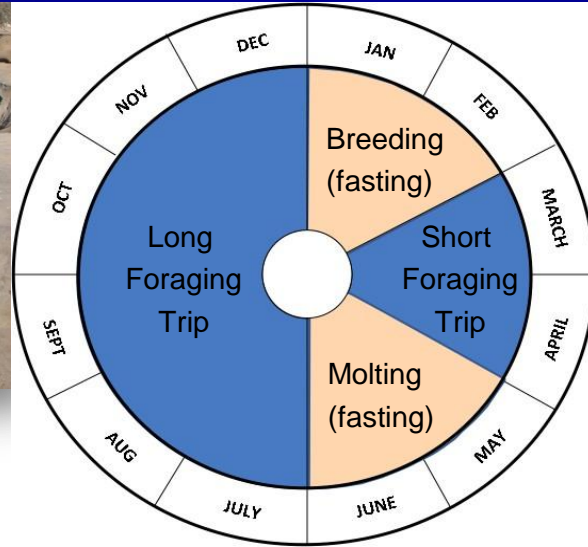 JAN
FEB
MARCH
APRIL
MAY
JUNE
JULY
AUG
SEPT
OCT
NOV
DEC
Breeding
(fasting)
Short
Foraging
Trip
Molting
(fasting)
Long
Foraging
Trip